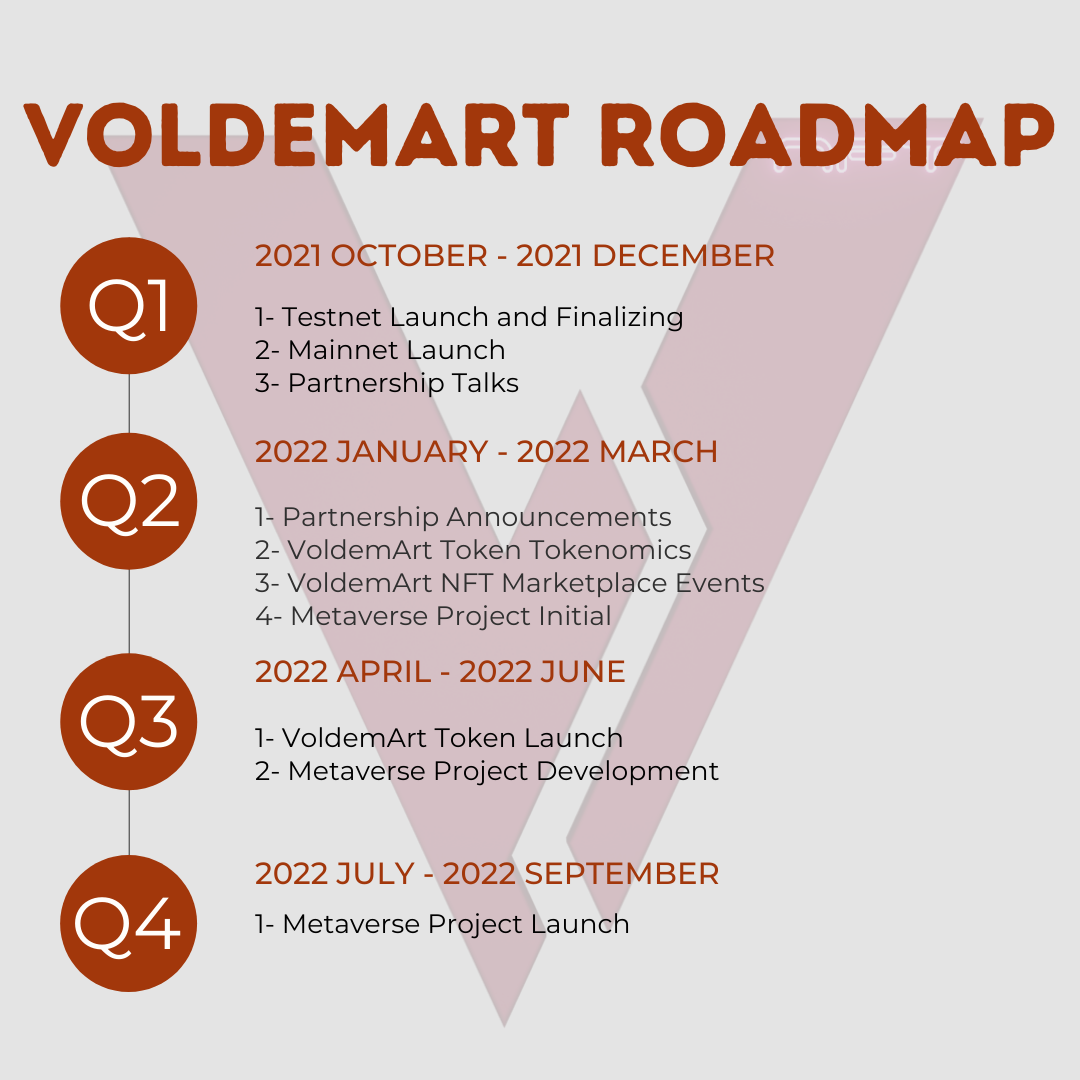 VOLDEMART ROADMAP
Q1
2021 OCTOBER - 2021 DECEMBER
1- Testnet Launch and Finalizing
2- Mainnet Launch
3- Partnership Talks
Q2
2022 JANUARY - 2022 MARCH
1- Partnership Announcements
2- VoldemArt Token Tokenomics
3- VoldemArt NFT Marketplace Events
4- Metaverse Project Initial
Q3
2022 APRIL - 2022 JUNE
1- VoldemArt Token Launch
2- Metaverse Project Development
Q4
2022 JULY - 2022 SEPTEMBER
1- Metaverse Project Launch